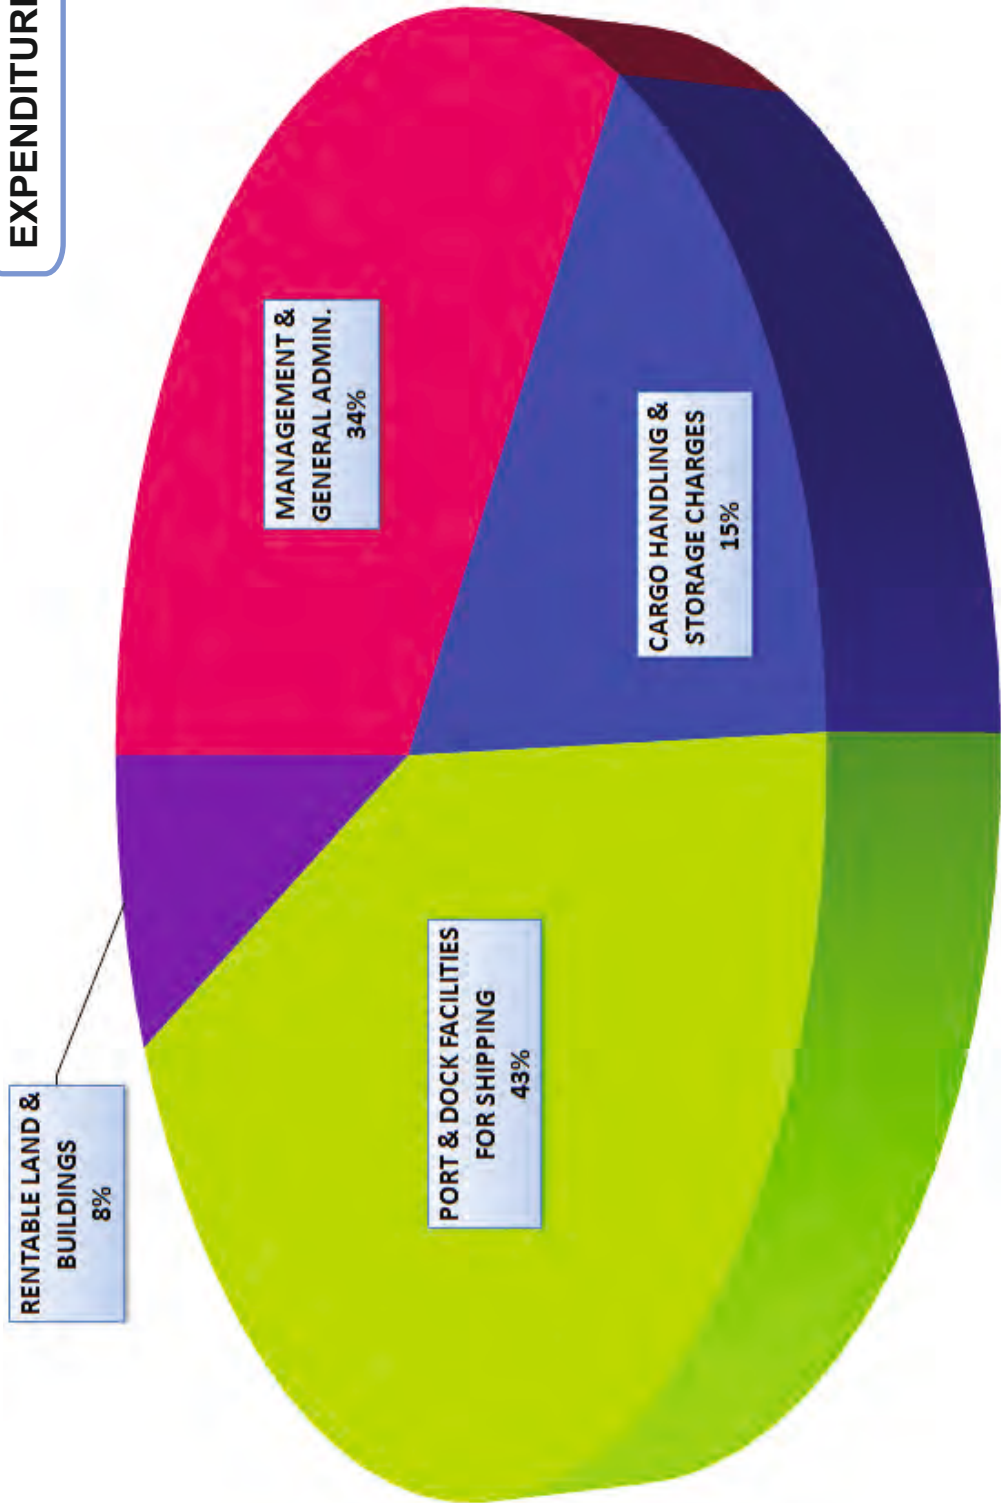 RENTABLE LAND &
BUILDINGS
8%
MANAGEMENT &
GENERAL ADMIN.
34%
PORT & DOCK FACILITIES
FOR SHIPPING
43%
CARGO HANDLING &
STORAGE CHARGES
15%